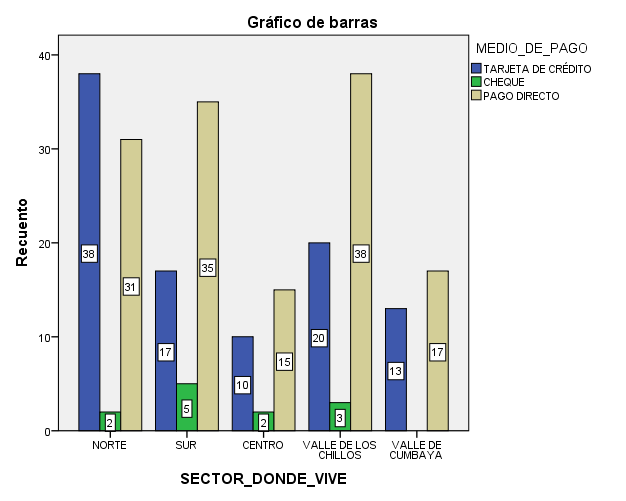 Gráfico de barras
MEDIO_DE_PAGO
TARJETA DE CRÉDITO
CHEQUE
PAGO DIRECTO
Recuento
40
30
20
10
0
38
2
31
17
5
35
10
2
15
20
3
38
13
17
NORTE
SUR
CENTRO
VALLE DE LOS
CHILLOS
VALLE DE
CUMBAYA
SECTOR_DONDE_VIVE